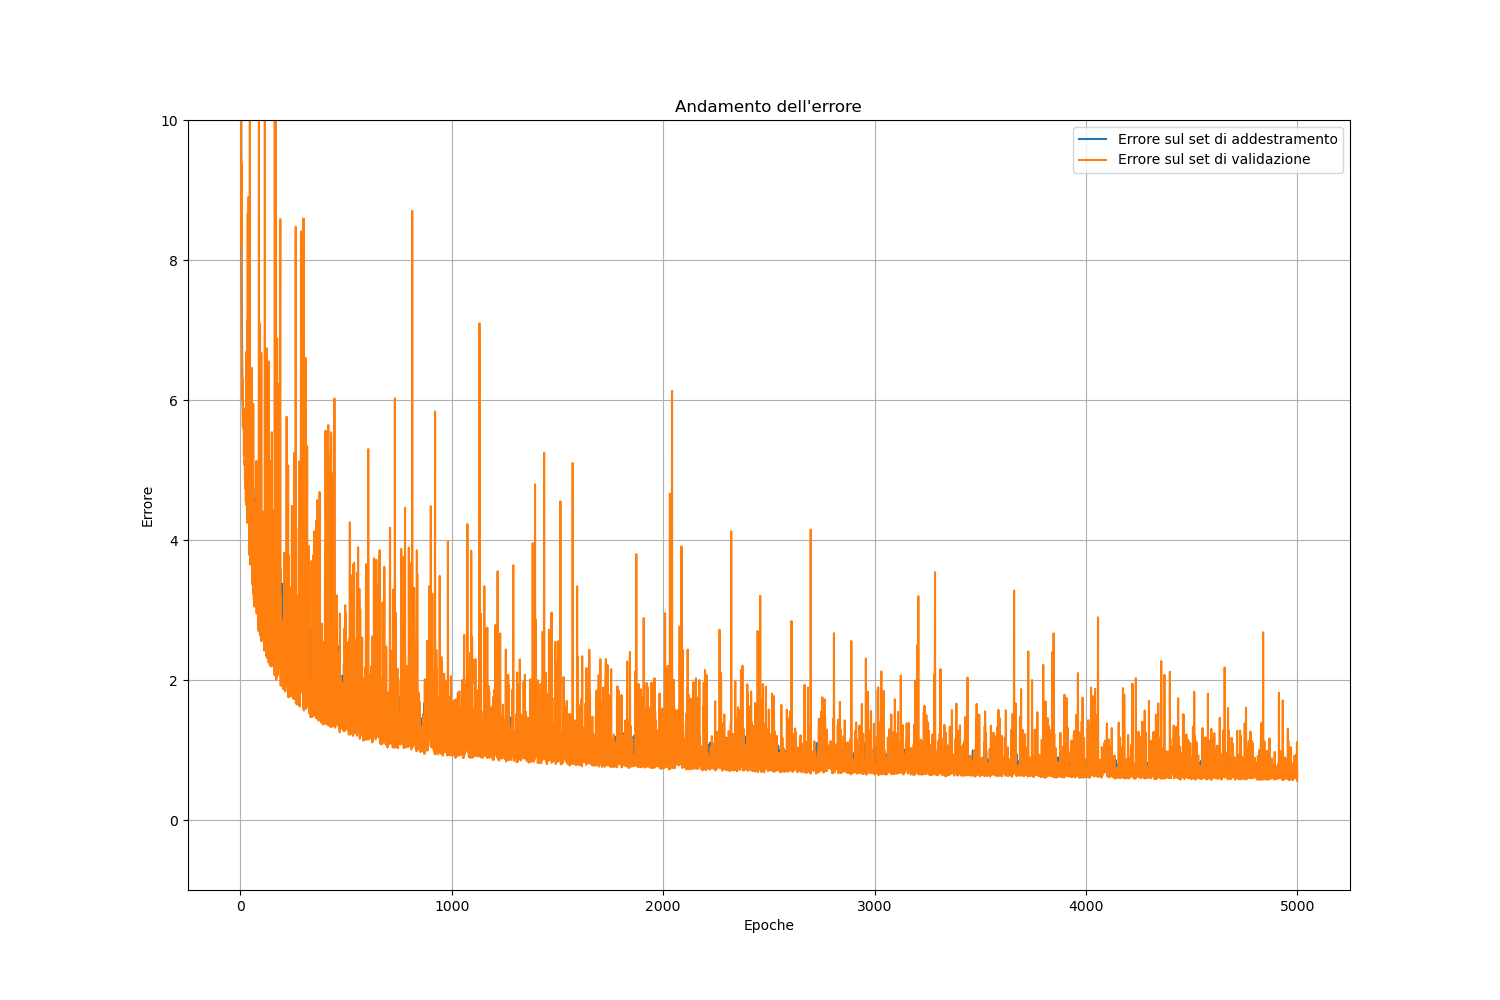 Andamento dell'errore
Errore sul set di addestramento
Errore sul set di validazione
10
8
6
4
2
0
Errore
0 1000 2000 3000 4000 5000
Epoche